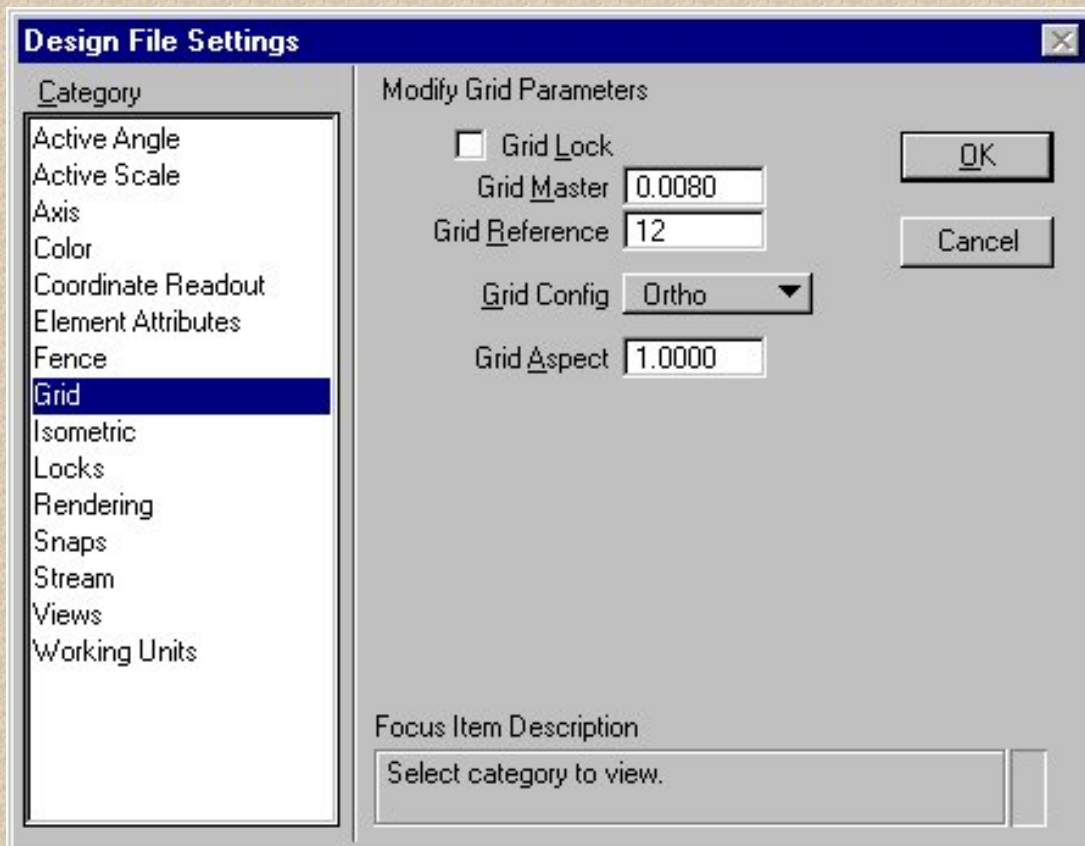 Design File Settings
Category
Active Angle
Active Scale
Axis
Color
Coordinate Readout
Element Attributes
Fence
Grid
Isometric
Locks
Rendering
Snaps
Stream
Views
Working Units
Modify Grid Parameters
Grid Lock
Grid Master 0.0080
Grid Reference 12
Grid Config Ortho
Grid Aspect 1.0000
OK
Cancel
Focus Item Description
Select category to view.